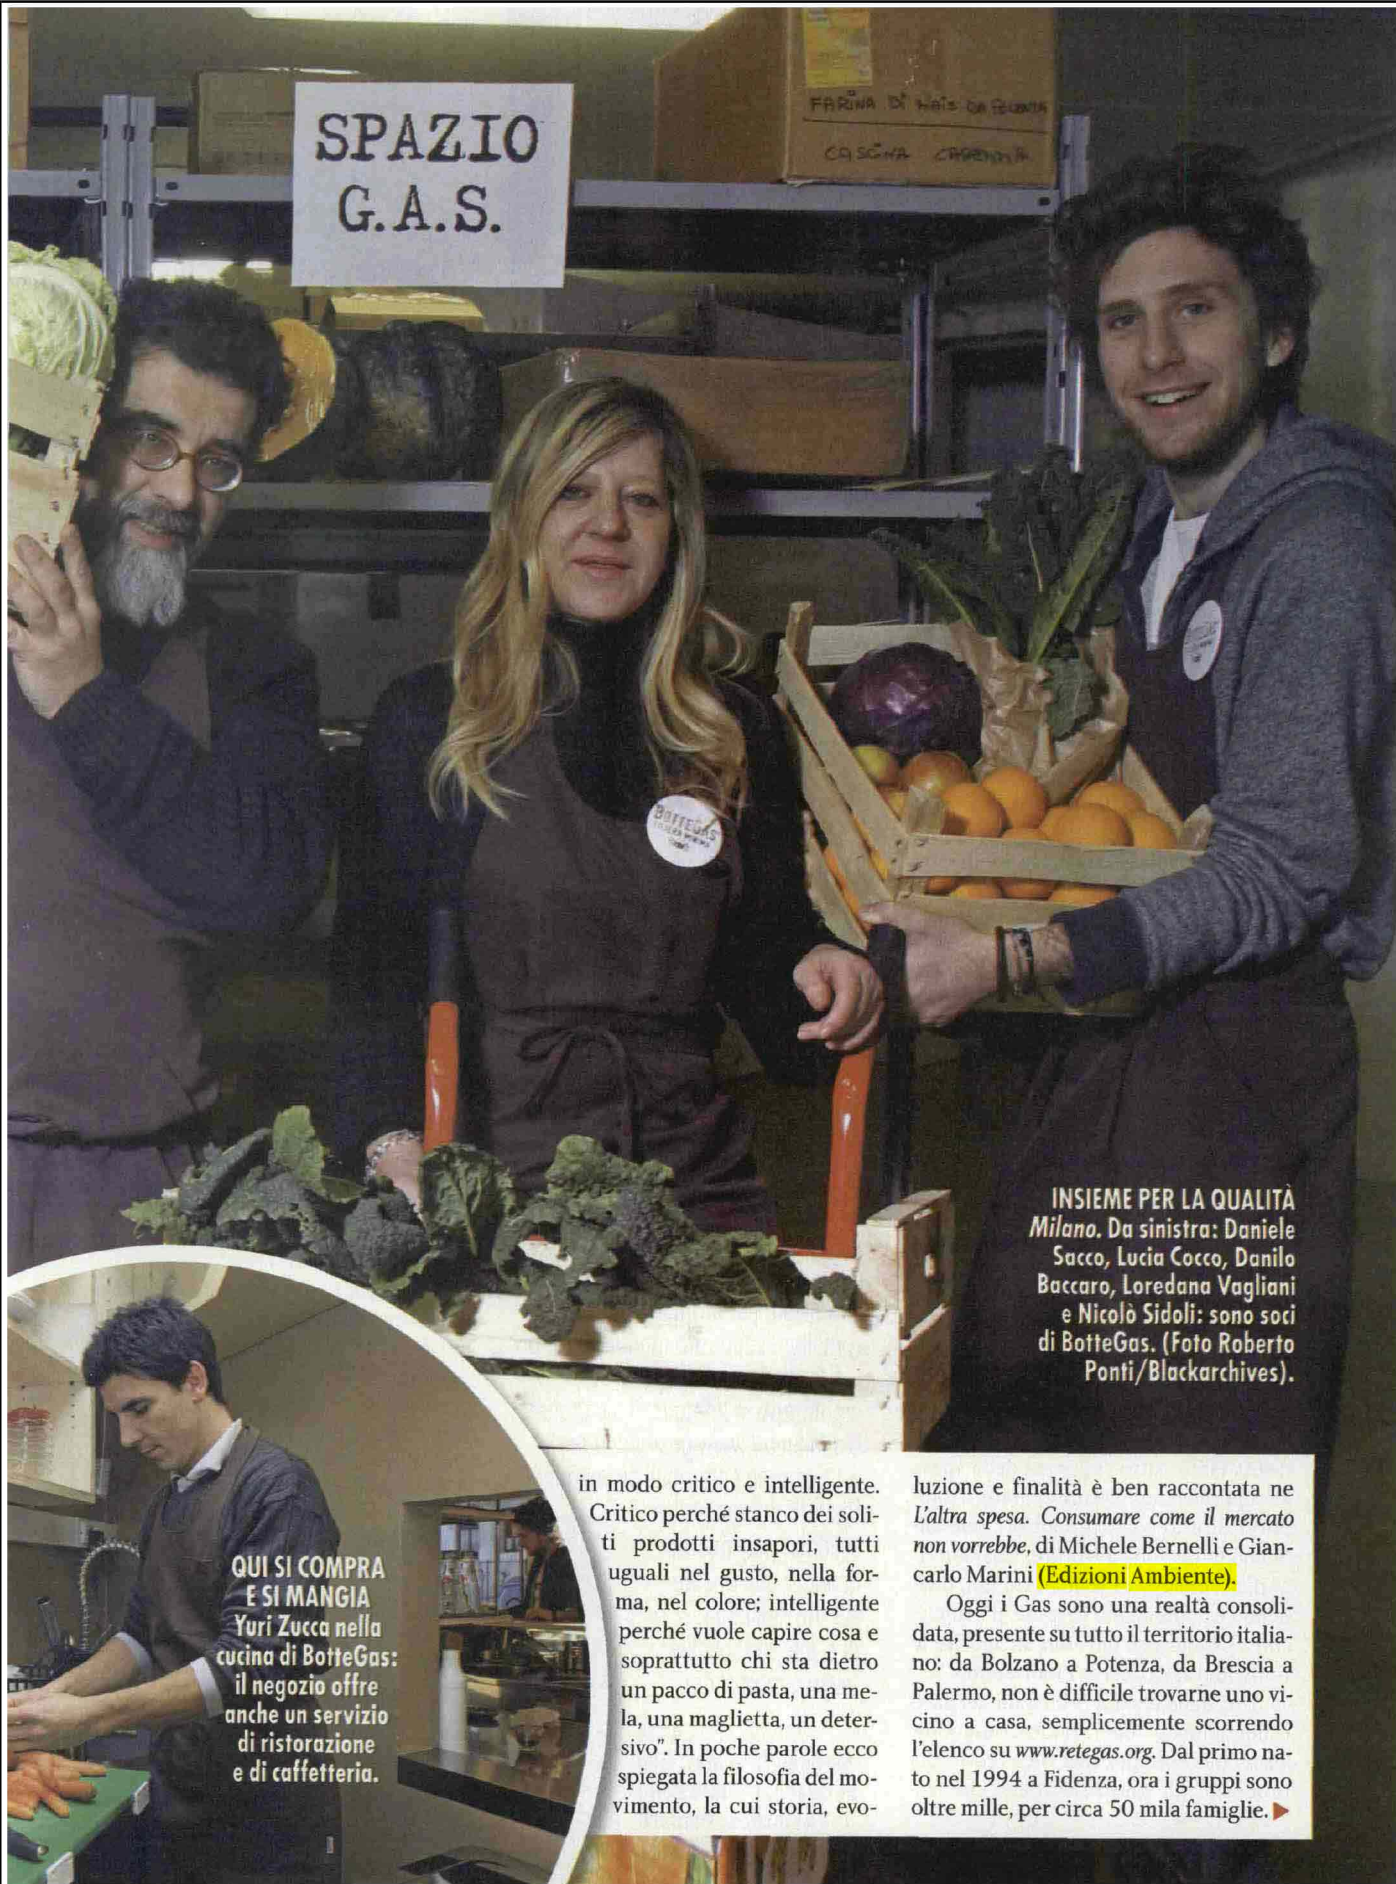 SPAZIO
G.A.S.
FARINA DI MAIS DA POLENTA
CASCINA
BOTTEGAS
INSIEME PER LA QUALITÀ
Milano. Da sinistra: Daniele
Sacco, Lucia Cocco, Danilo
Baccaro, Loredana Vagliani
e Nicolò Sidoli: sono soci
di BotteGas. (Foto Roberto
Ponti/Blackarchives).
QUI SI COMPRA
E SI MANGIA
Yuri Zucca nella
cucina di BotteGas:
il negozio offre
anche un servizio
di ristorazione
e di caffetteria.
in modo critico e intelligente.
Critico perché stanco dei soli-
ti prodotti insapori, tutti
uguali nel gusto, nella for-
ma, nel colore; intelligente
perché vuole capire cosa e
soprattutto chi sta dietro
un pacco di pasta, una me-
la, una maglietta, un deter-
sivo". In poche parole ecco
spiegata la filosofia del mo-
vimento, la cui storia, evo-
luzione e finalità è ben raccontata ne
L'altra spesa. Consumare come il mercato
non vorrebbe, di Michele Bernelli e Gian-
carlo Marini (Edizioni Ambiente).
Oggi i Gas sono una realtà consoli-
data, presente su tutto il territorio italia-
no: da Bolzano a Potenza, da Brescia a
Palermo, non è difficile trovarne uno vi-
cino a casa, semplicemente scorrendo
l'elenco su www.retegas.org. Dal primo na-
to nel 1994 a Fidenza, ora i gruppi sono
oltre mille, per circa 50 mila famiglie.